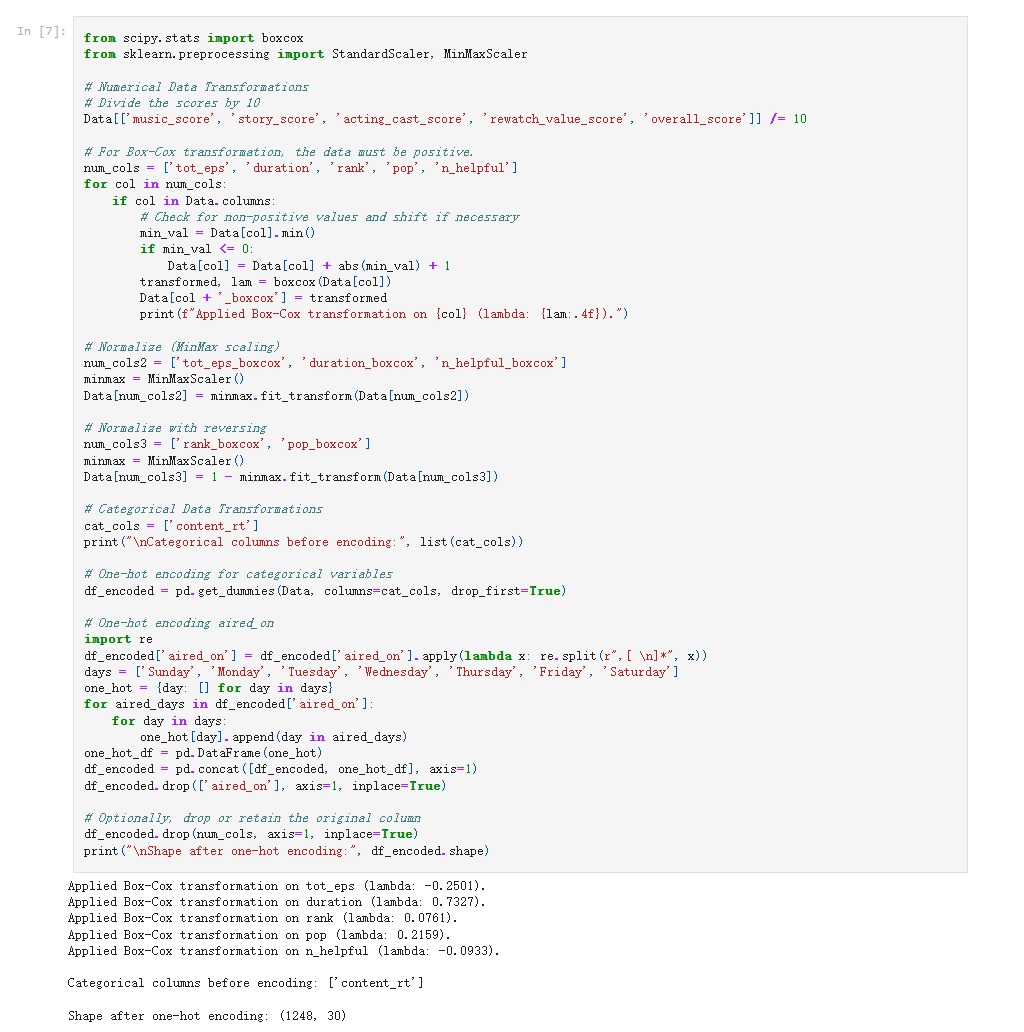 In [7]:
from scipy.stats import boxcox
from sklearn.preprocessing import StandardScaler, MinMaxScaler

# Numerical Data Transformations
# Divide the scores by 10
Data[['music_score', 'story_score', 'acting_cast_score', 'rewatch_value_score', 'overall_score']] /= 10

# For Box-Cox transformation, the data must be positive.
num_cols = ['tot_eps', 'duration', 'rank', 'pop', 'n_helpful']
for col in num_cols:
    if col in Data.columns:
        # Check for non-positive values and shift if necessary
        min_val = Data[col].min()
        if min_val <= 0:
            Data[col] = Data[col] + abs(min_val) + 1
        transformed, lam = boxcox(Data[col])
        Data[col + '_boxcox'] = transformed
        print(f"Applied Box-Cox transformation on {col} (lambda: {lam:.4f}).")

# Normalize (MinMax scaling)
num_cols2 = ['tot_eps_boxcox', 'duration_boxcox', 'n_helpful_boxcox']
minmax = MinMaxScaler()
Data[num_cols2] = minmax.fit_transform(Data[num_cols2])

# Normalize with reversing
num_cols3 = ['rank_boxcox', 'pop_boxcox']
minmax = MinMaxScaler()
Data[num_cols3] = 1 - minmax.fit_transform(Data[num_cols3])

# Categorical Data Transformations
cat_cols = ['content_rt']
print("\nCategorical columns before encoding:", list(cat_cols))

# One-hot encoding for categorical variables
df_encoded = pd.get_dummies(Data, columns=cat_cols, drop_first=True)

# One-hot encoding aired_on
import re
df_encoded['aired_on'] = df_encoded['aired_on'].apply(lambda x: re.split(r",[ \n]*", x))
days = ['Sunday', 'Monday', 'Tuesday', 'Wednesday', 'Thursday', 'Friday', 'Saturday']
one_hot = {day: [] for day in days}
for aired_days in df_encoded['aired_on']:
    for day in days:
        one_hot[day].append(day in aired_days)
one_hot_df = pd.DataFrame(one_hot)
df_encoded = pd.concat([df_encoded, one_hot_df], axis=1)
df_encoded.drop(['aired_on'], axis=1, inplace=True)

# Optionally, drop or retain the original column
df_encoded.drop(num_cols, axis=1, inplace=True)
print("\nShape after one-hot encoding:", df_encoded.shape)

Applied Box-Cox transformation on tot_eps (lambda: -0.2501).
Applied Box-Cox transformation on duration (lambda: 0.7327).
Applied Box-Cox transformation on rank (lambda: 0.0761).
Applied Box-Cox transformation on pop (lambda: 0.2159).
Applied Box-Cox transformation on n_helpful (lambda: -0.0933).

Categorical columns before encoding: ['content_rt']

Shape after one-hot encoding: (1248, 30)